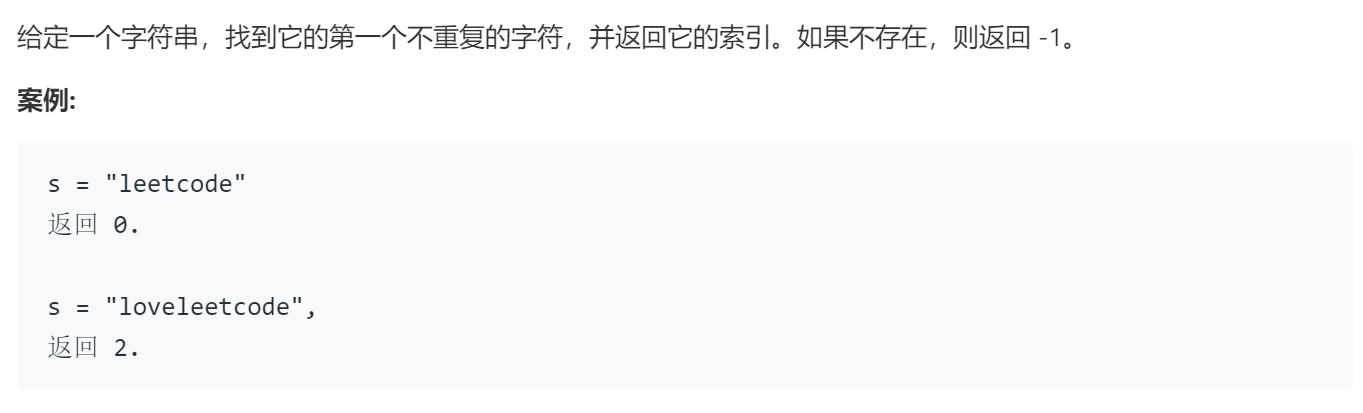 给定一个字符串，找到它的第一个不重复的字符，并返回它的索引。如果不存在，则返回 -1。
案例:
s = "leetcode"
返回 0.
s = "loveleetcode",
返回 2.